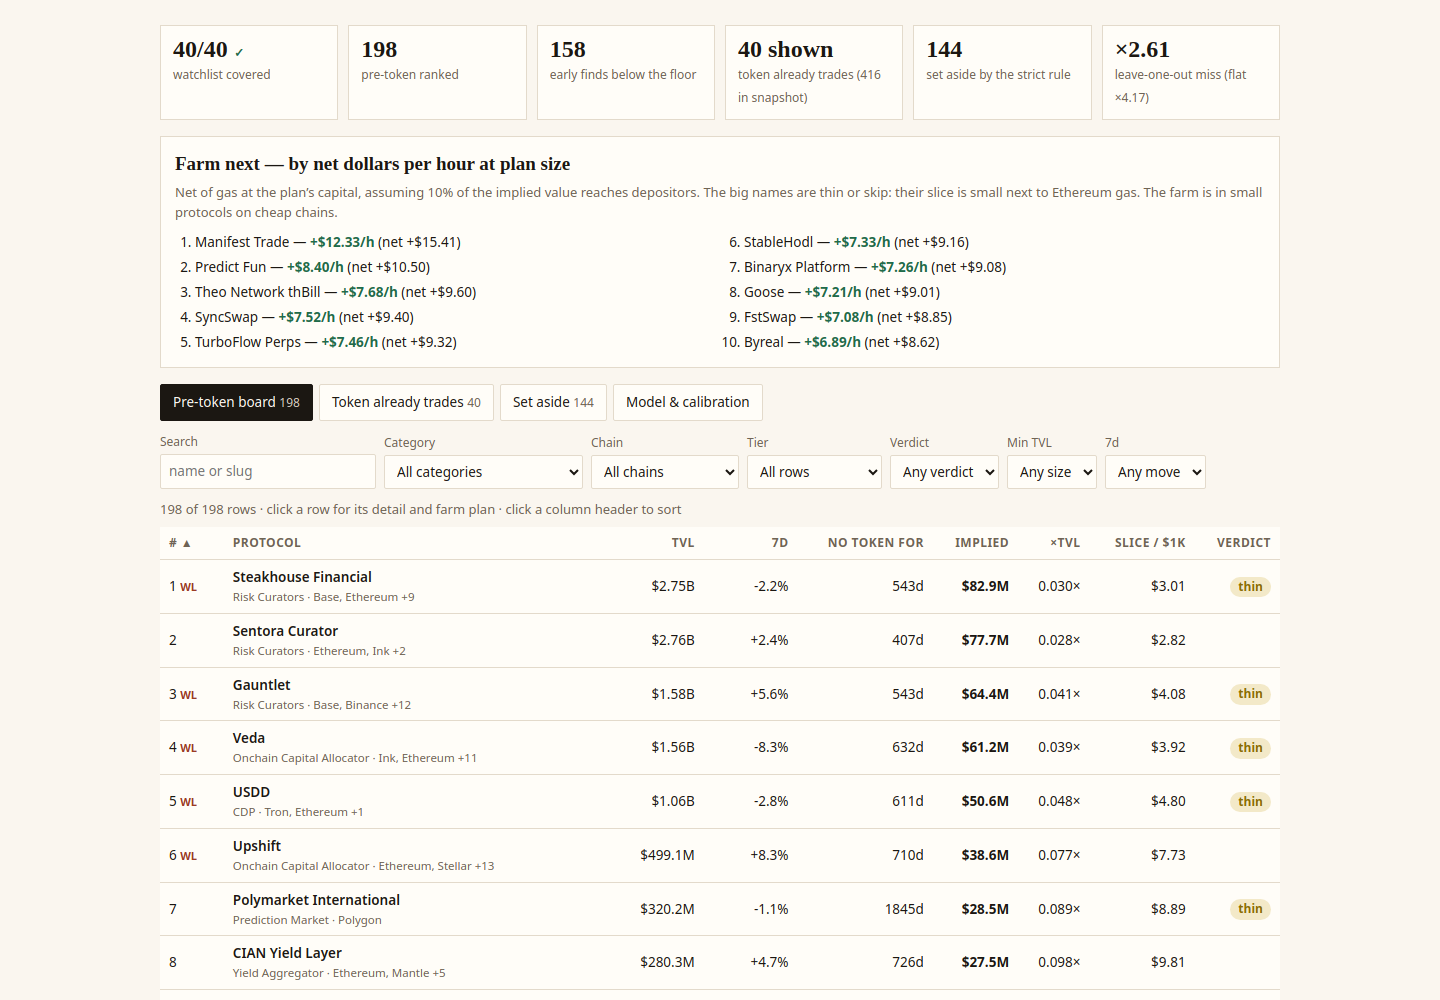 40/40 ✓
watchlist covered
198
pre-token ranked
158
early finds below the floor
40 shown
token already trades (416
in snapshot)
144
set aside by the strict rule
×2.61
leave-one-out miss (flat
×4.17)
Farm next — by net dollars per hour at plan size
Net of gas at the plan’s capital, assuming 10% of the implied value reaches depositors. The big names are thin or skip: their slice is small next to Ethereum gas. The farm is in small
protocols on cheap chains.
1. Manifest Trade — +$12.33/h (net +$15.41)
2. Predict Fun — +$8.40/h (net +$10.50)
3. Theo Network thBill — +$7.68/h (net +$9.60)
4. SyncSwap — +$7.52/h (net +$9.40)
5. TurboFlow Perps — +$7.46/h (net +$9.32)
6. StableHodl — +$7.33/h (net +$9.16)
7. Binaryx Platform — +$7.26/h (net +$9.08)
8. Goose — +$7.21/h (net +$9.01)
9. FstSwap — +$7.08/h (net +$8.85)
10. Byreal — +$6.89/h (net +$8.62)
Pre-token board 198
Token already trades 40
Set aside 144
Model & calibration
Search
Category
Chain
Tier
Verdict
Min TVL
7d
name or slug
All categories
All chains
All rows
Any verdict
Any size
Any move
198 of 198 rows · click a row for its detail and farm plan · click a column header to sort
# ▲ PROTOCOL TVL 7D NO TOKEN FOR IMPLIED ×TVL SLICE / $1K VERDICT
1 WL Steakhouse Financial $2.75B -2.2% 543d $82.9M 0.030× $3.01 thin
Risk Curators · Base, Ethereum +9
2 Sentora Curator $2.76B +2.4% 407d $77.7M 0.028× $2.82
Risk Curators · Ethereum, Ink +2
3 WL Gauntlet $1.58B +5.6% 543d $64.4M 0.041× $4.08 thin
Risk Curators · Base, Binance +12
4 WL Veda $1.56B -8.3% 632d $61.2M 0.039× $3.92 thin
Onchain Capital Allocator · Ink, Ethereum +11
5 WL USDD $1.06B -2.8% 611d $50.6M 0.048× $4.80 thin
CDP · Tron, Ethereum +1
6 WL Upshift $499.1M +8.3% 710d $38.6M 0.077× $7.73
Onchain Capital Allocator · Ethereum, Stellar +13
7 Polymarket International $320.2M -1.1% 1845d $28.5M 0.089× $8.89 thin
Prediction Market · Polygon
8 CIAN Yield Layer $280.3M +4.7% 726d $27.5M 0.098× $9.81
Yield Aggregator · Ethereum, Mantle +5